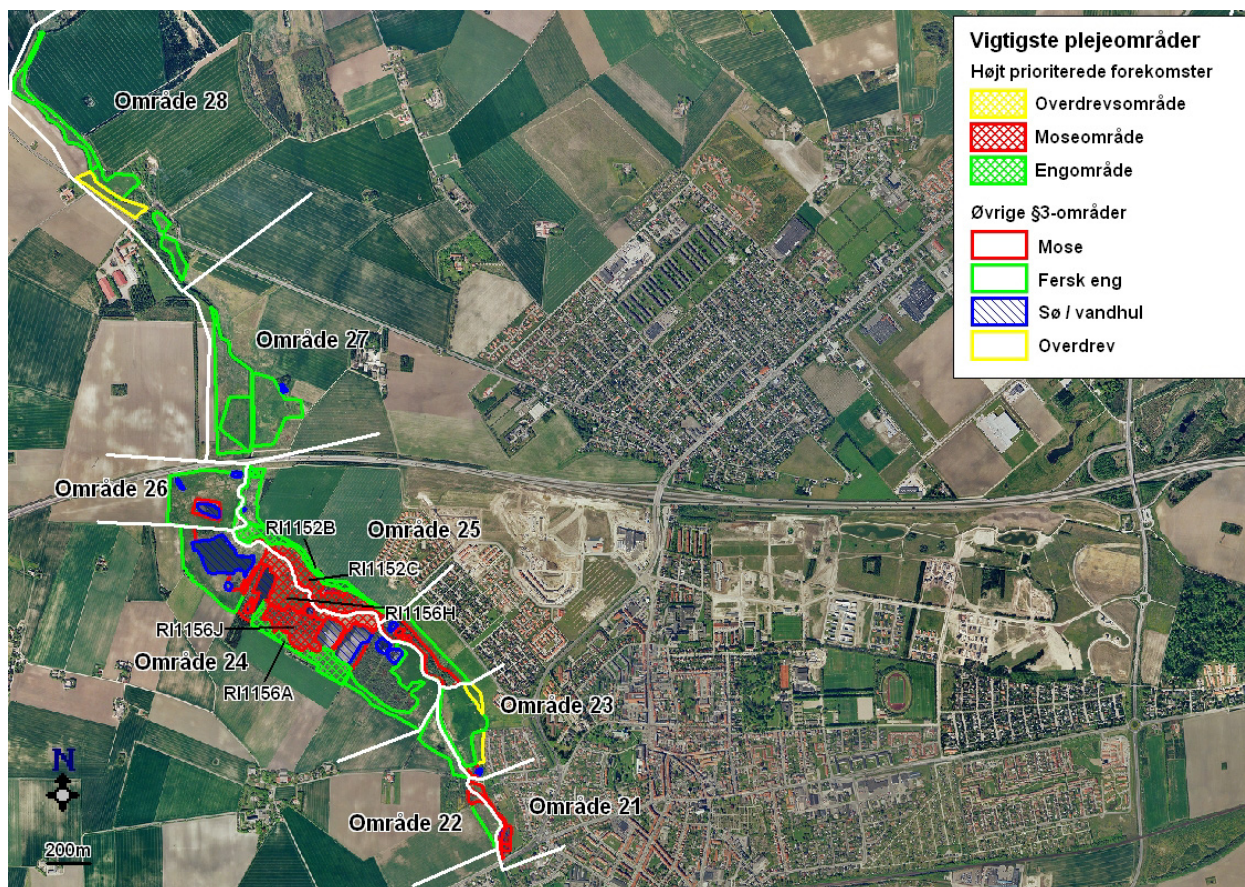 Vigtigste plejeområder
Højt prioriterede forekomster
Overdrevsområde
Moseområde
Engområde
Øvrige §3-områder
Mose
Fersk eng
Sø / vandhul
Overdrev
Område 28
Område 27
Område 26
RI1152B
Område 25
RI1152C
RI1156H
RI1156J
Område 24
RI1156A
Område 23
N
Område 21
Område 22
200m